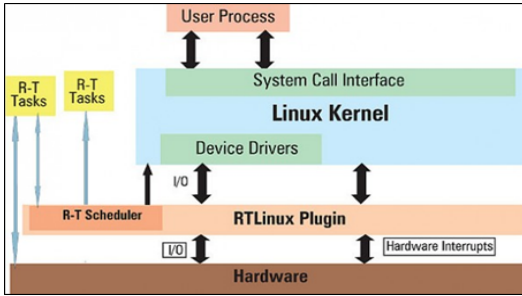 User Process
System Call Interface
R-T
Tasks
R-T
Tasks
Linux Kernel
Device Drivers
I/O
R-T Scheduler
RTLinux Plugin
I/O
Hardware Interrupts
Hardware